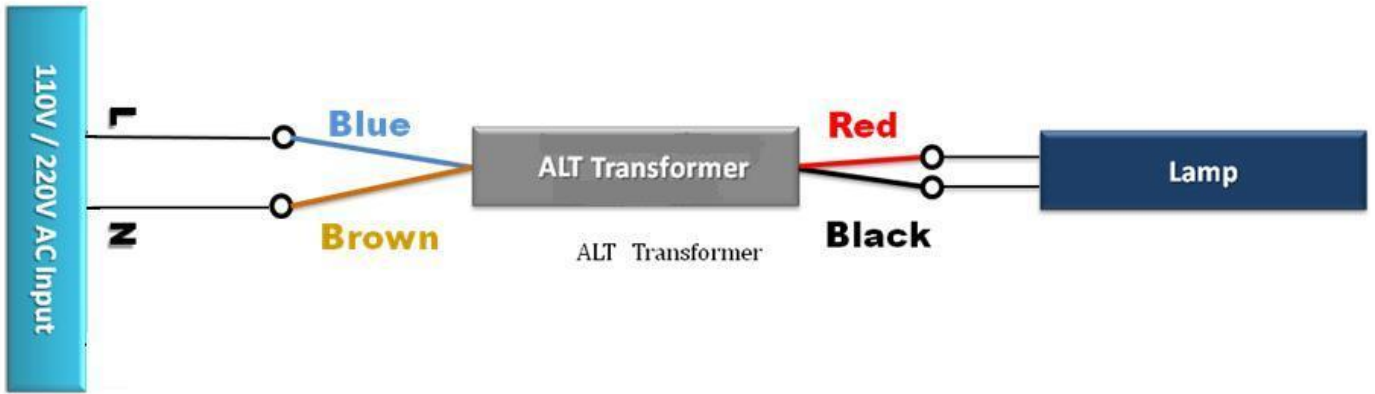 110V / 220V AC Input
L
N
Blue
Brown
ALT Transformer
ALT Transformer
Red
Black
Lamp